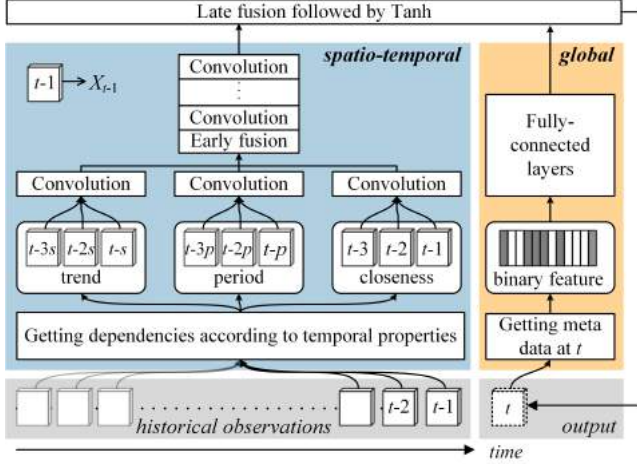 Late fusion followed by Tanh
spatio-temporal
global
t-1
X_{t-1}
Convolution
⋮
Convolution
Early fusion
Fully-
connected
layers
Convolution
Convolution
Convolution
t-3s t-2s t-s
t-3p t-2p t-p
t-3 t-2 t-1
trend
period
closeness
binary feature
Getting dependencies according to temporal properties
Getting meta
data at t
t-2 t-1
t
historical observations
output
time